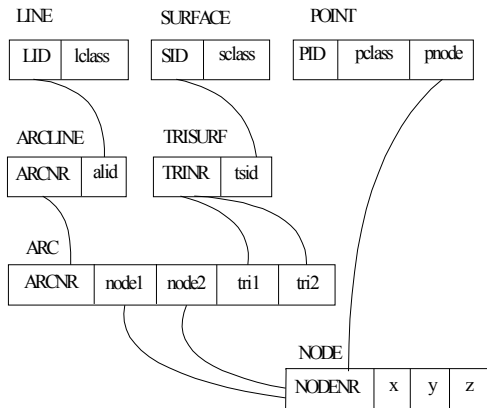 LINE SURFACE POINT
LID lclass SID sclass PID pclass pnode
ARCLINE TRISURF
ARCNR alid TRINR tsid
ARC
ARCNR node1 node2 tri1 tri2
NODE
NODENR x y z